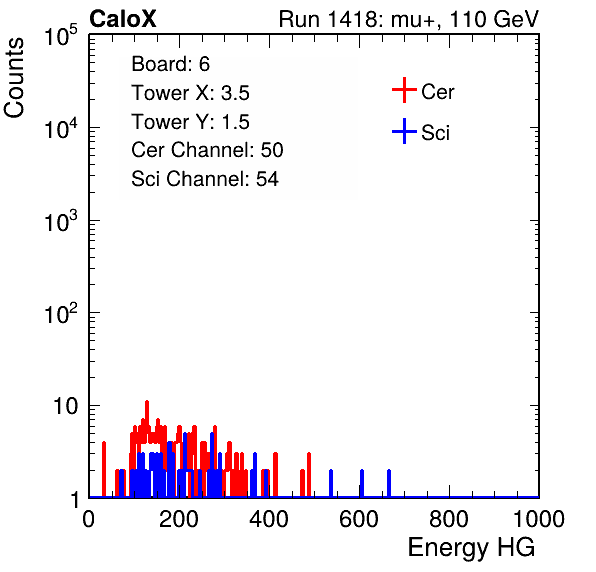 CaloX Run 1418: mu+, 110 GeV
Counts
Board: 6
Tower X: 3.5
Tower Y: 1.5
Cer Channel: 50
Sci Channel: 54
Cer
Sci
10^5
10^4
10^3
10^2
10
1
0 200 400 600 800 1000
Energy HG